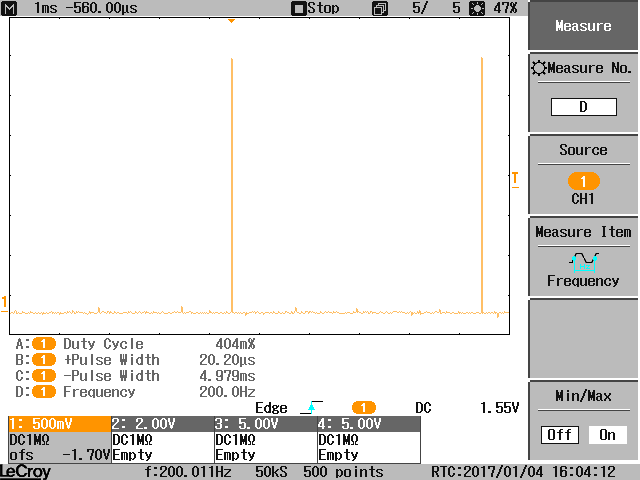 M 1ms -560.00µs Stop 5/ 5 47%
Measure
Measure No.
D
Source
1
CH1
T
Measure Item
Frequency
1
A: 1 Duty Cycle 404m%
B: 1 +Pulse Width 20.20µs
C: 1 -Pulse Width 4.979ms
D: 1 Frequency 200.0Hz
Min/Max
Off On
Edge 1 DC 1.55V
1: 500mV 2: 2.00V 3: 5.00V 4: 5.00V
DC1MΩ DC1MΩ DC1MΩ DC1MΩ
ofs -1.70V Empty Empty Empty
LeCroy f:200.011Hz 50kS 500 points RTC:2017/01/04 16:04:12